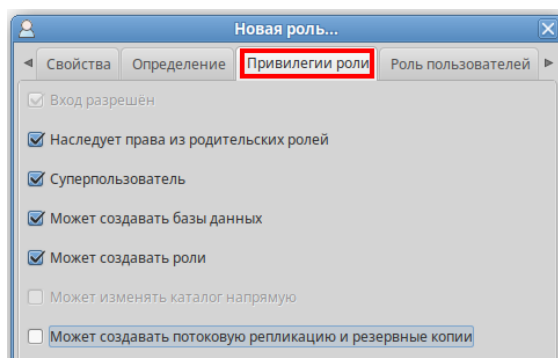 Новая роль...
Свойства Определение Привилегии роли Роль пользователей
Вход разрешён
Наследует права из родительских ролей
Суперпользователь
Может создавать базы данных
Может создавать роли
Может изменять каталог напрямую
Может создавать потоковую репликацию и резервные копии